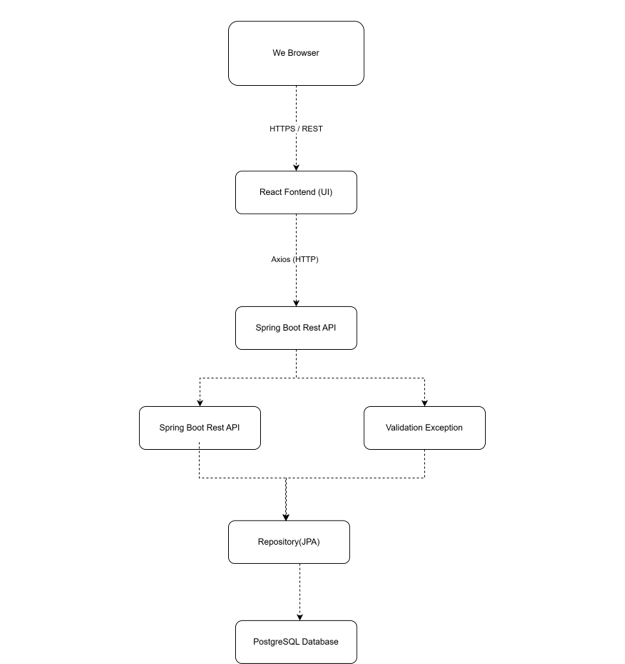 We Browser
HTTPS / REST
React Fontend (UI)
Axios (HTTP)
Spring Boot Rest API
Spring Boot Rest API
Validation Exception
Repository(JPA)
PostgreSQL Database